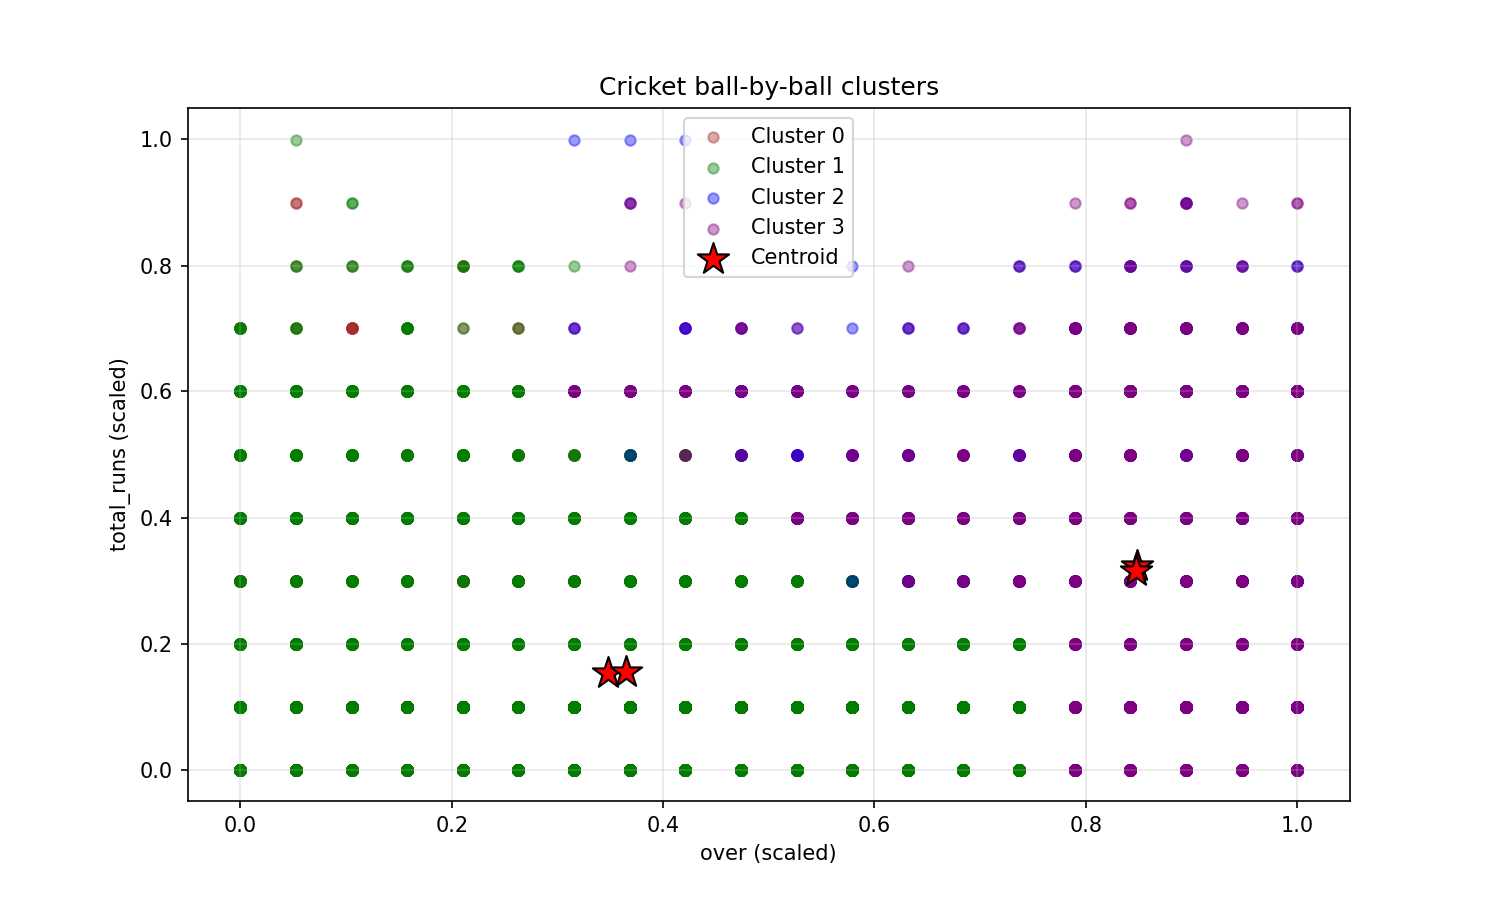 Cricket ball-by-ball clusters
Cluster 0
Cluster 1
Cluster 2
Cluster 3
Centroid
1.0
0.8
0.6
0.4
0.2
0.0
total_runs (scaled)
0.0 0.2 0.4 0.6 0.8 1.0
over (scaled)